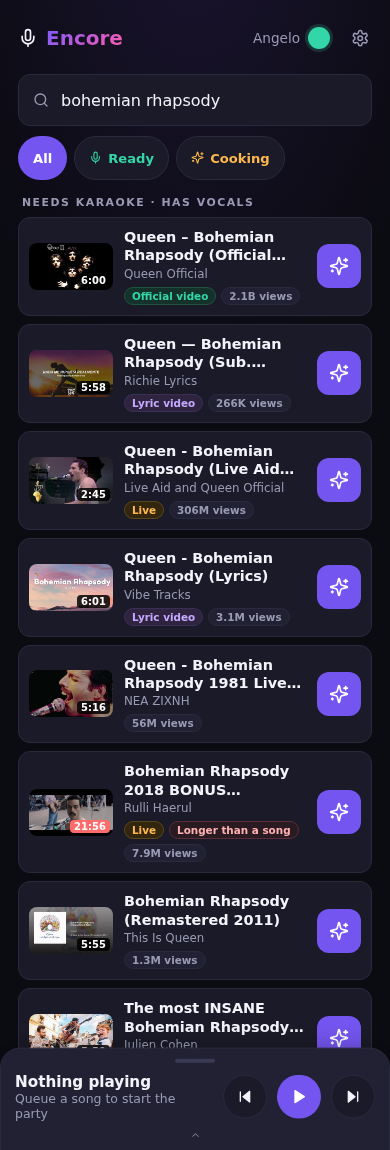 Encore
Angelo
bohemian rhapsody
All
Ready
Cooking
NEEDS KARAOKE · HAS VOCALS
6:00
Queen – Bohemian
Rhapsody (Official...
Queen Official
Official video
2.1B views
5:58
Queen — Bohemian
Rhapsody (Sub....
Richie Lyrics
Lyric video
266K views
2:45
Queen - Bohemian
Rhapsody (Live Aid...
Live Aid and Queen Official
Live
306M views
Bohemian Rhapsody
6:01
Queen - Bohemian
Rhapsody (Lyrics)
Vibe Tracks
Lyric video
3.1M views
5:16
Queen - Bohemian
Rhapsody 1981 Live...
NEA ZIXNH
56M views
21:56
Bohemian Rhapsody
2018 BONUS...
Rulli Haerul
Live
Longer than a song
7.9M views
5:55
Bohemian Rhapsody
(Remastered 2011)
This Is Queen
1.3M views
The most INSANE
Bohemian Rhapsody...
Julien Cohen
Nothing playing
Queue a song to start the
party